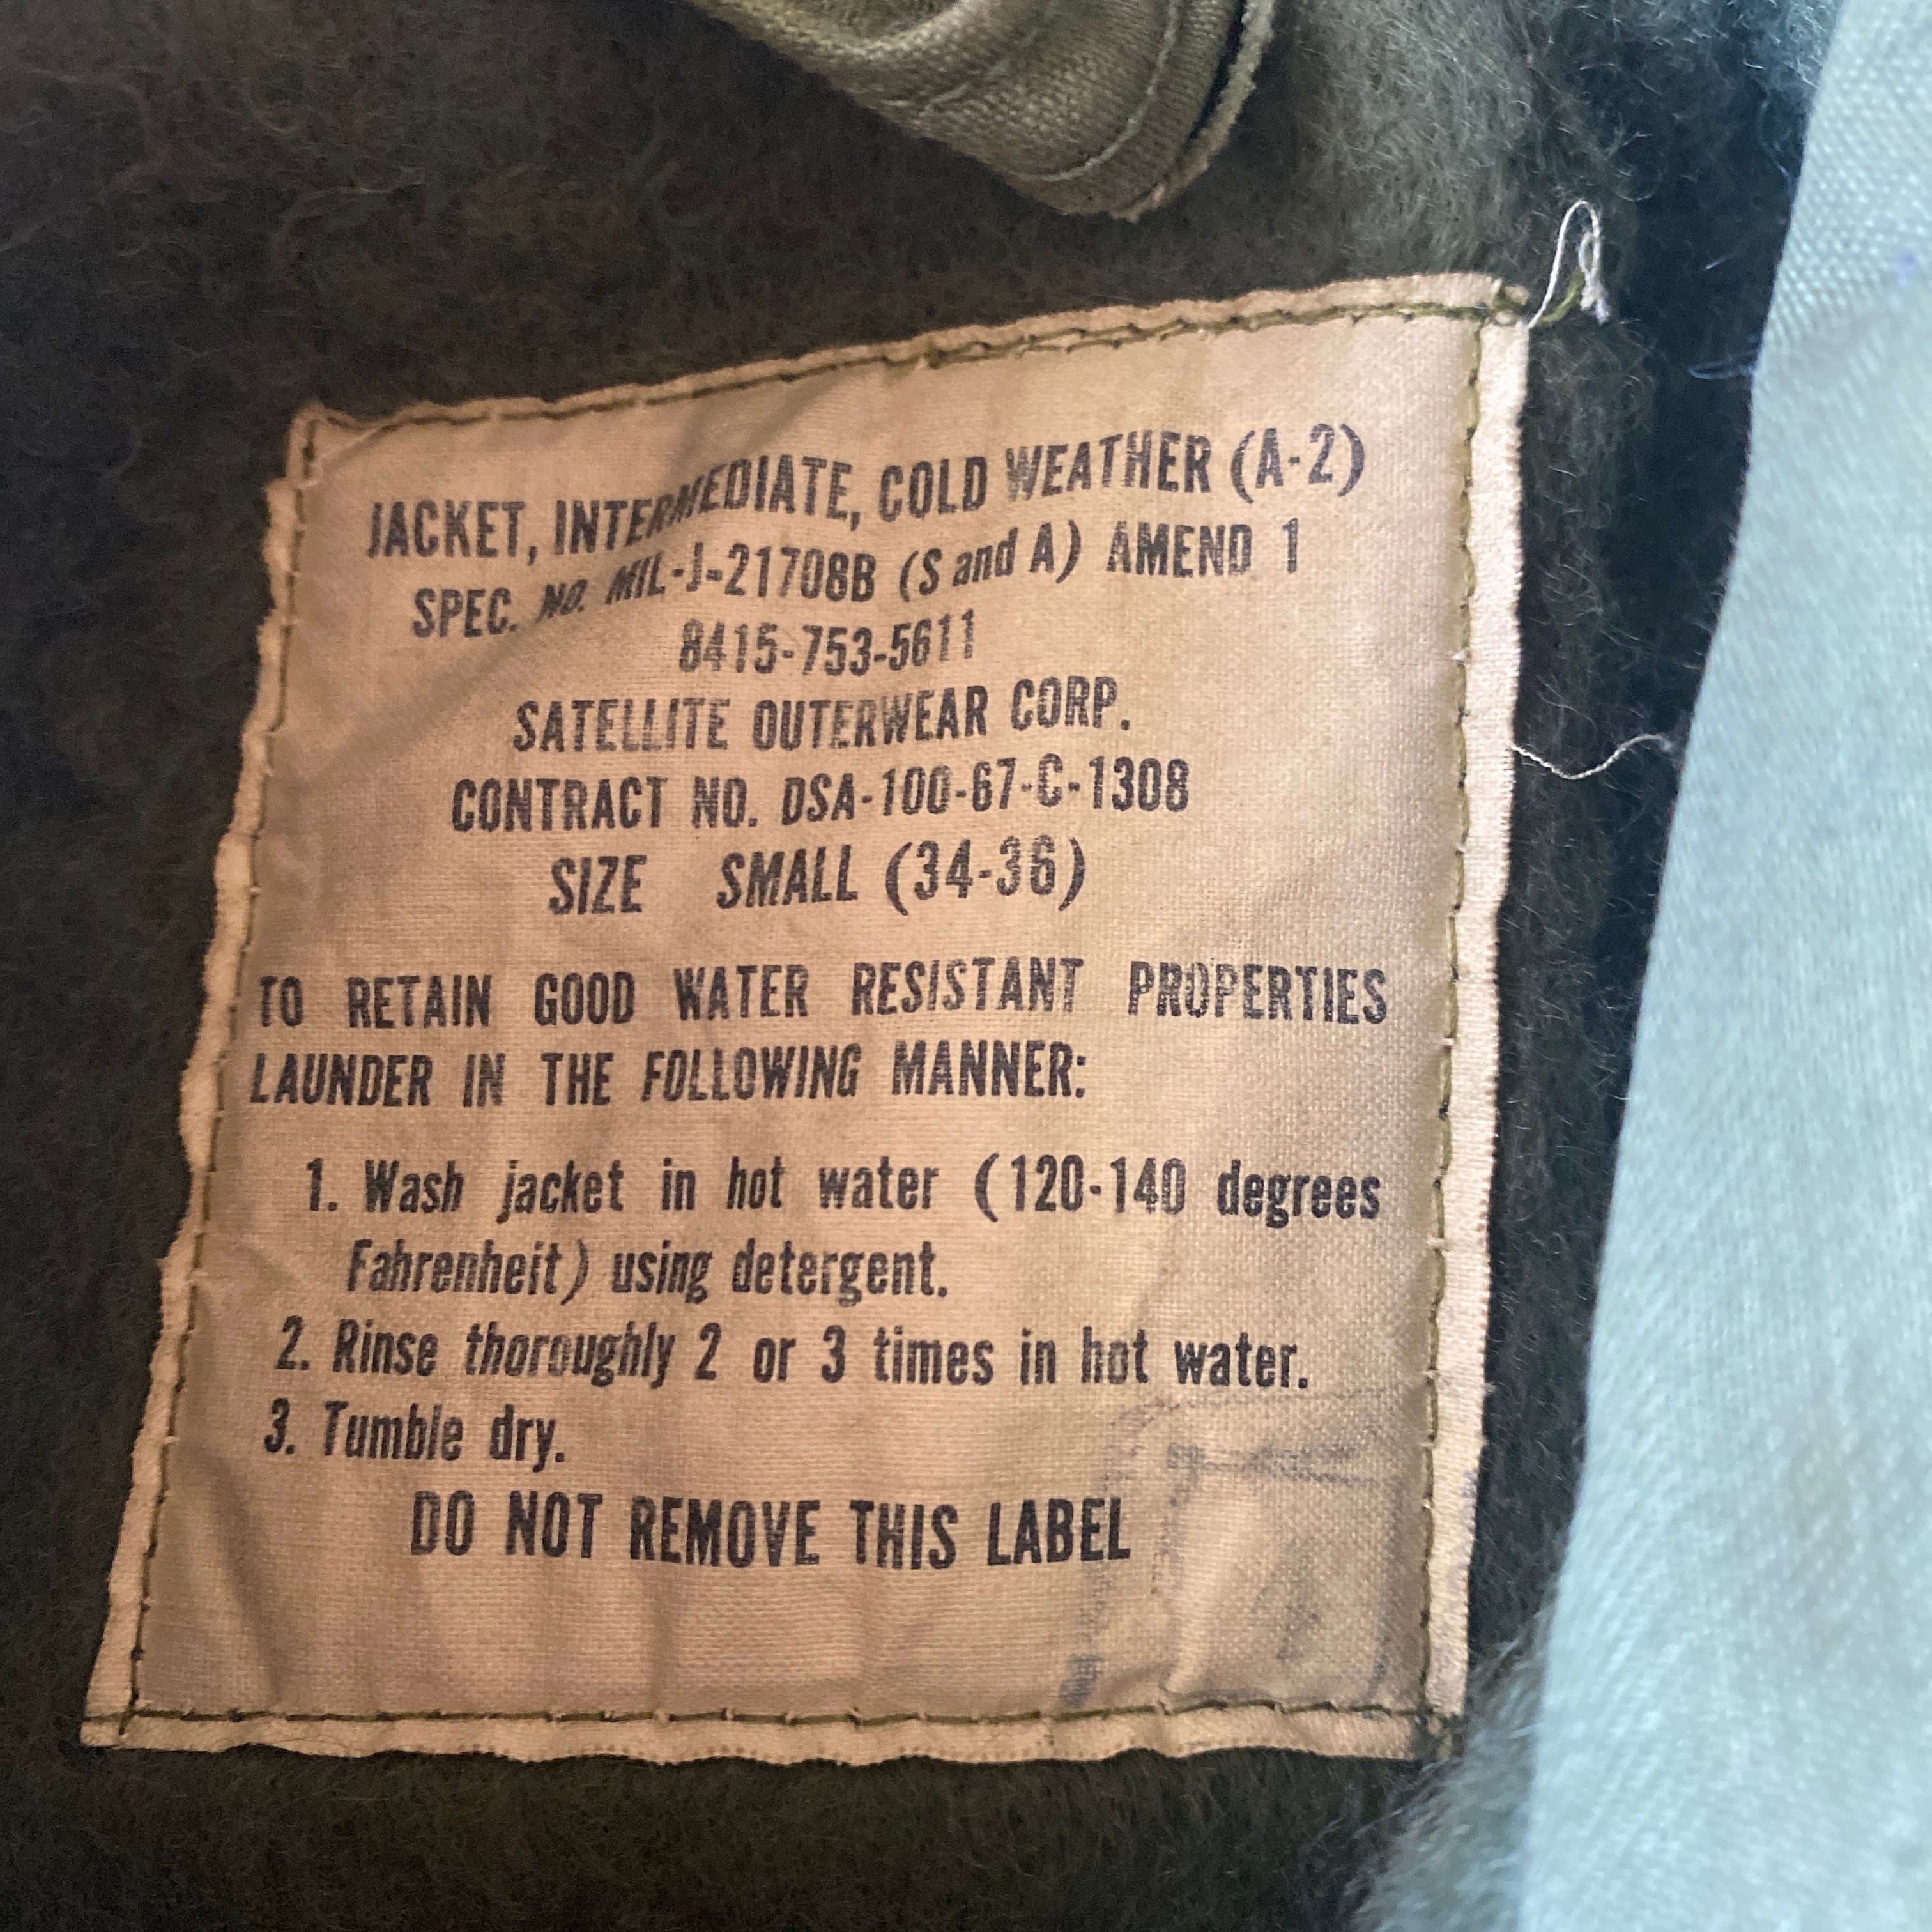 JACKET, INTERMEDIATE, COLD WEATHER (A-2)
SPEC. NO. MIL-J-21708B (S and A) AMEND 1
8415-753-5611
SATELLITE OUTERWEAR CORP.
CONTRACT NO. DSA-100-67-C-1308
SIZE SMALL (34-36)
TO RETAIN GOOD WATER RESISTANT PROPERTIES
LAUNDER IN THE FOLLOWING MANNER:
1. Wash jacket in hot water (120-140 degrees
Fahrenheit) using detergent.
2. Rinse thoroughly 2 or 3 times in hot water.
3. Tumble dry.
DO NOT REMOVE THIS LABEL